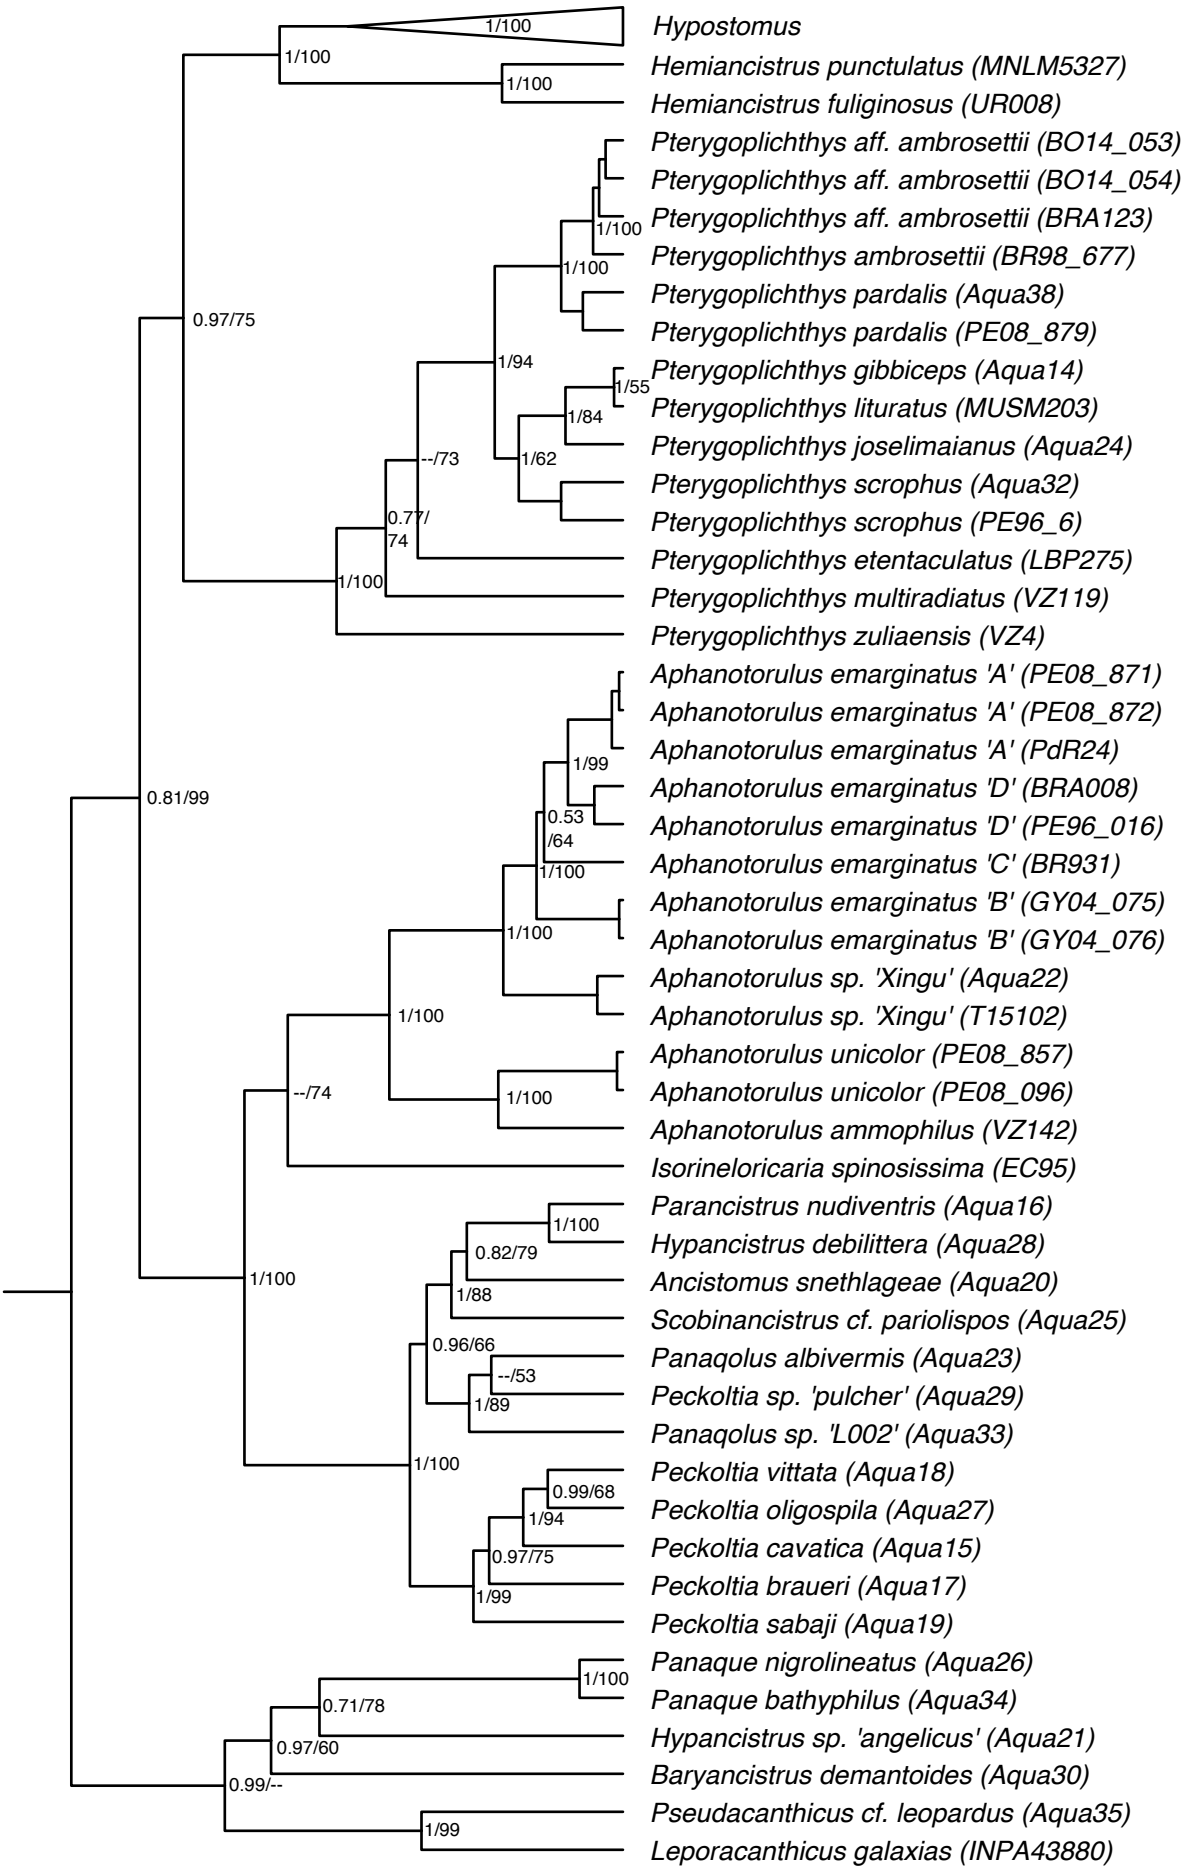 1/100
Hypostomus
1/100
Hemiancistrus punctulatus (MNLM5327)
1/100
Hemiancistrus fuliginosus (UR008)
Pterygoplichthys aff. ambrosettii (BO14_053)
Pterygoplichthys aff. ambrosettii (BO14_054)
Pterygoplichthys aff. ambrosettii (BRA123)
1/100
Pterygoplichthys ambrosettii (BR98_677)
1/100
Pterygoplichthys pardalis (Aqua38)
0.97/75
Pterygoplichthys pardalis (PE08_879)
1/94
Pterygoplichthys gibbiceps (Aqua14)
1/55
Pterygoplichthys lituratus (MUSM203)
1/84
Pterygoplichthys joselimaianus (Aqua24)
--/73
1/62
Pterygoplichthys scrophus (Aqua32)
0.77/
74
Pterygoplichthys scrophus (PE96_6)
Pterygoplichthys etentaculatus (LBP275)
1/100
Pterygoplichthys multiradiatus (VZ119)
Pterygoplichthys zuliaensis (VZ4)
Aphanotorulus emarginatus 'A' (PE08_871)
Aphanotorulus emarginatus 'A' (PE08_872)
Aphanotorulus emarginatus 'A' (PdR24)
1/99
Aphanotorulus emarginatus 'D' (BRA008)
0.81/99
0.53
/64
Aphanotorulus emarginatus 'D' (PE96_016)
Aphanotorulus emarginatus 'C' (BR931)
1/100
Aphanotorulus emarginatus 'B' (GY04_075)
1/100
Aphanotorulus emarginatus 'B' (GY04_076)
Aphanotorulus sp. 'Xingu' (Aqua22)
1/100
Aphanotorulus sp. 'Xingu' (T15102)
Aphanotorulus unicolor (PE08_857)
--/74
1/100
Aphanotorulus unicolor (PE08_096)
Aphanotorulus ammophilus (VZ142)
Isorineloricaria spinosissima (EC95)
Parancistrus nudiventris (Aqua16)
1/100
Hypancistrus debilittera (Aqua28)
0.82/79
1/100
Ancistomus snethlageae (Aqua20)
1/88
Scobinancistrus cf. pariolispos (Aqua25)
0.96/66
Panaqolus albivermis (Aqua23)
--/53
Peckoltia sp. 'pulcher' (Aqua29)
1/89
Panaqolus sp. 'L002' (Aqua33)
1/100
Peckoltia vittata (Aqua18)
0.99/68
Peckoltia oligospila (Aqua27)
1/94
Peckoltia cavatica (Aqua15)
0.97/75
Peckoltia braueri (Aqua17)
1/99
Peckoltia sabaji (Aqua19)
Panaque nigrolineatus (Aqua26)
1/100
Panaque bathyphilus (Aqua34)
0.71/78
Hypancistrus sp. 'angelicus' (Aqua21)
0.97/60
Baryancistrus demantoides (Aqua30)
0.99/--
Pseudacanthicus cf. leopardus (Aqua35)
1/99
Leporacanthicus galaxias (INPA43880)